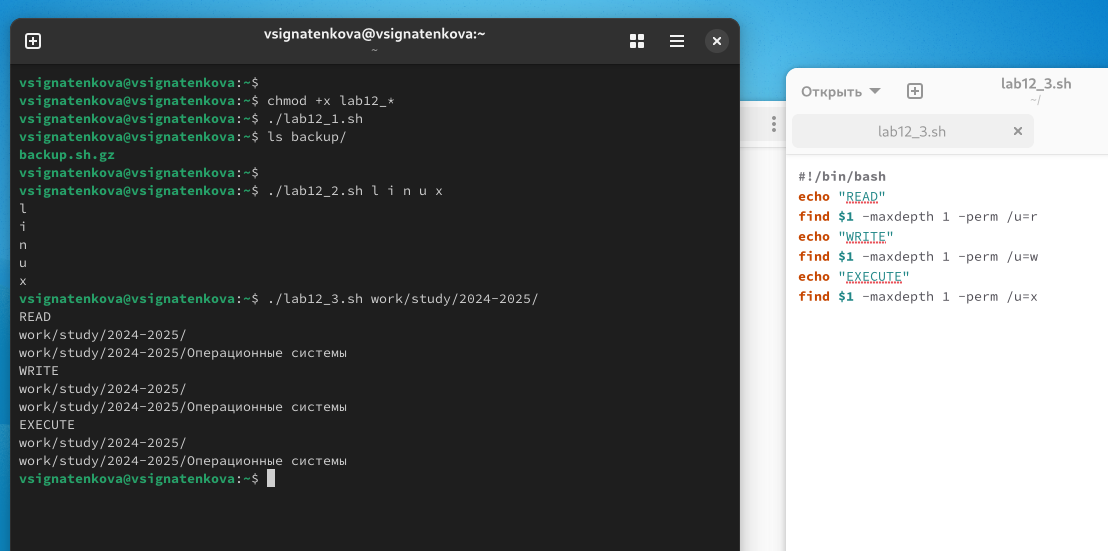 vsignatenkova@vsignatenkova:~
~
vsignatenkova@vsignatenkova:~$
vsignatenkova@vsignatenkova:~$ chmod +x lab12_*
vsignatenkova@vsignatenkova:~$ ./lab12_1.sh
vsignatenkova@vsignatenkova:~$ ls backup/
backup.sh.gz
vsignatenkova@vsignatenkova:~$
vsignatenkova@vsignatenkova:~$ ./lab12_2.sh l i n u x
l
i
n
u
x
vsignatenkova@vsignatenkova:~$ ./lab12_3.sh work/study/2024-2025/
READ
work/study/2024-2025/
work/study/2024-2025/Операционные системы
WRITE
work/study/2024-2025/
work/study/2024-2025/Операционные системы
EXECUTE
work/study/2024-2025/
work/study/2024-2025/Операционные системы
vsignatenkova@vsignatenkova:~$
Открыть
lab12_3.sh
~/
lab12_3.sh
#!/bin/bash
echo "READ"
find $1 -maxdepth 1 -perm /u=r
echo "WRITE"
find $1 -maxdepth 1 -perm /u=w
echo "EXECUTE"
find $1 -maxdepth 1 -perm /u=x